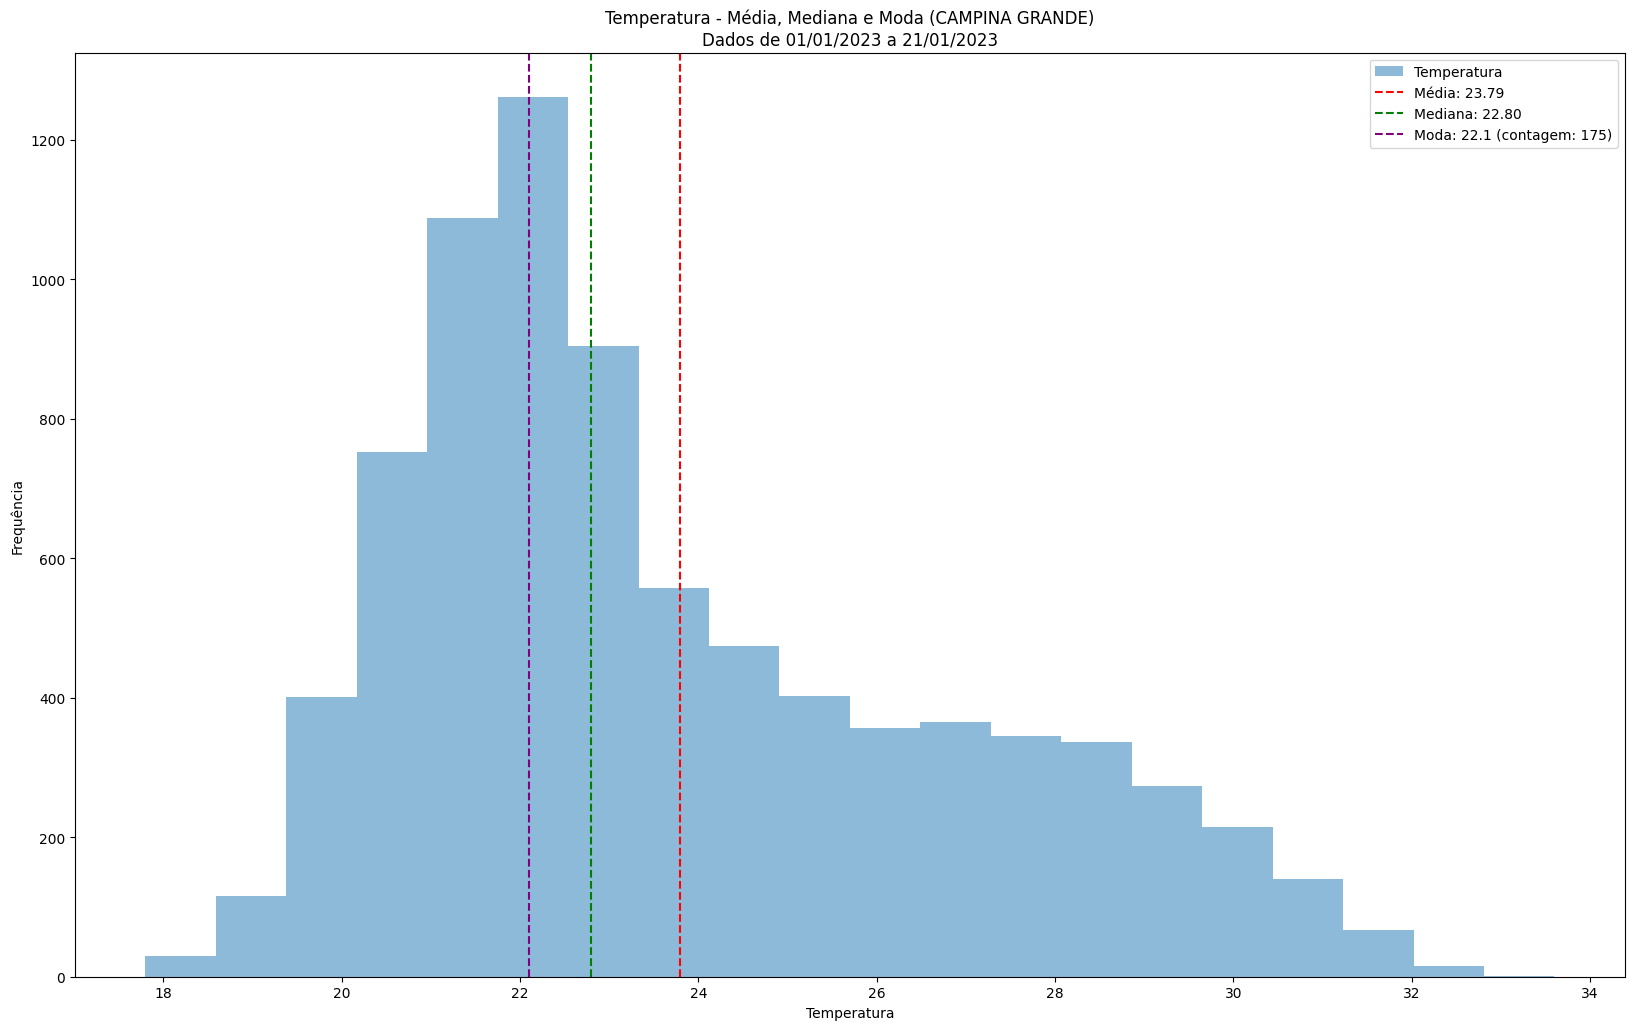 Temperatura - Média, Mediana e Moda (CAMPINA GRANDE)
Dados de 01/01/2023 a 21/01/2023
Temperatura
Média: 23.79
Mediana: 22.80
Moda: 22.1 (contagem: 175)
Frequência
1200
1000
800
600
400
200
0
18 20 22 24 26 28 30 32 34
Temperatura